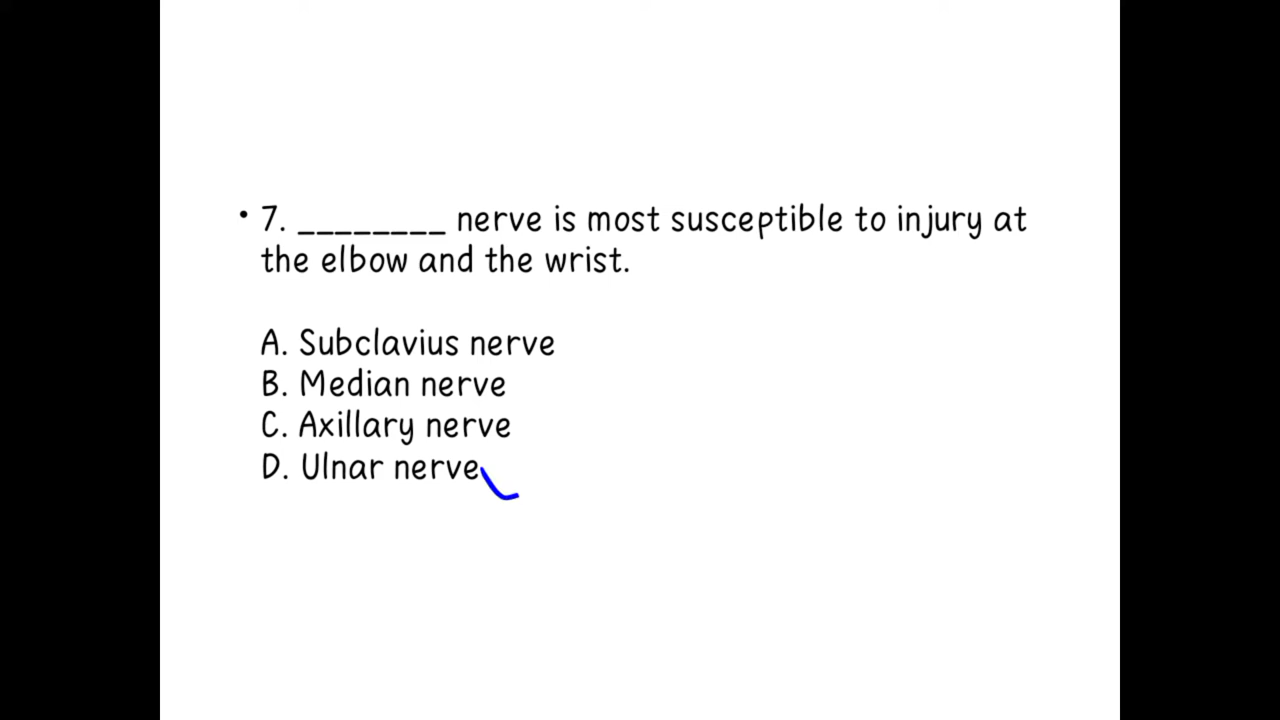 • 7. ________ nerve is most susceptible to injury at
the elbow and the wrist.
A. Subclavius nerve
B. Median nerve
C. Axillary nerve
D. Ulnar nerve